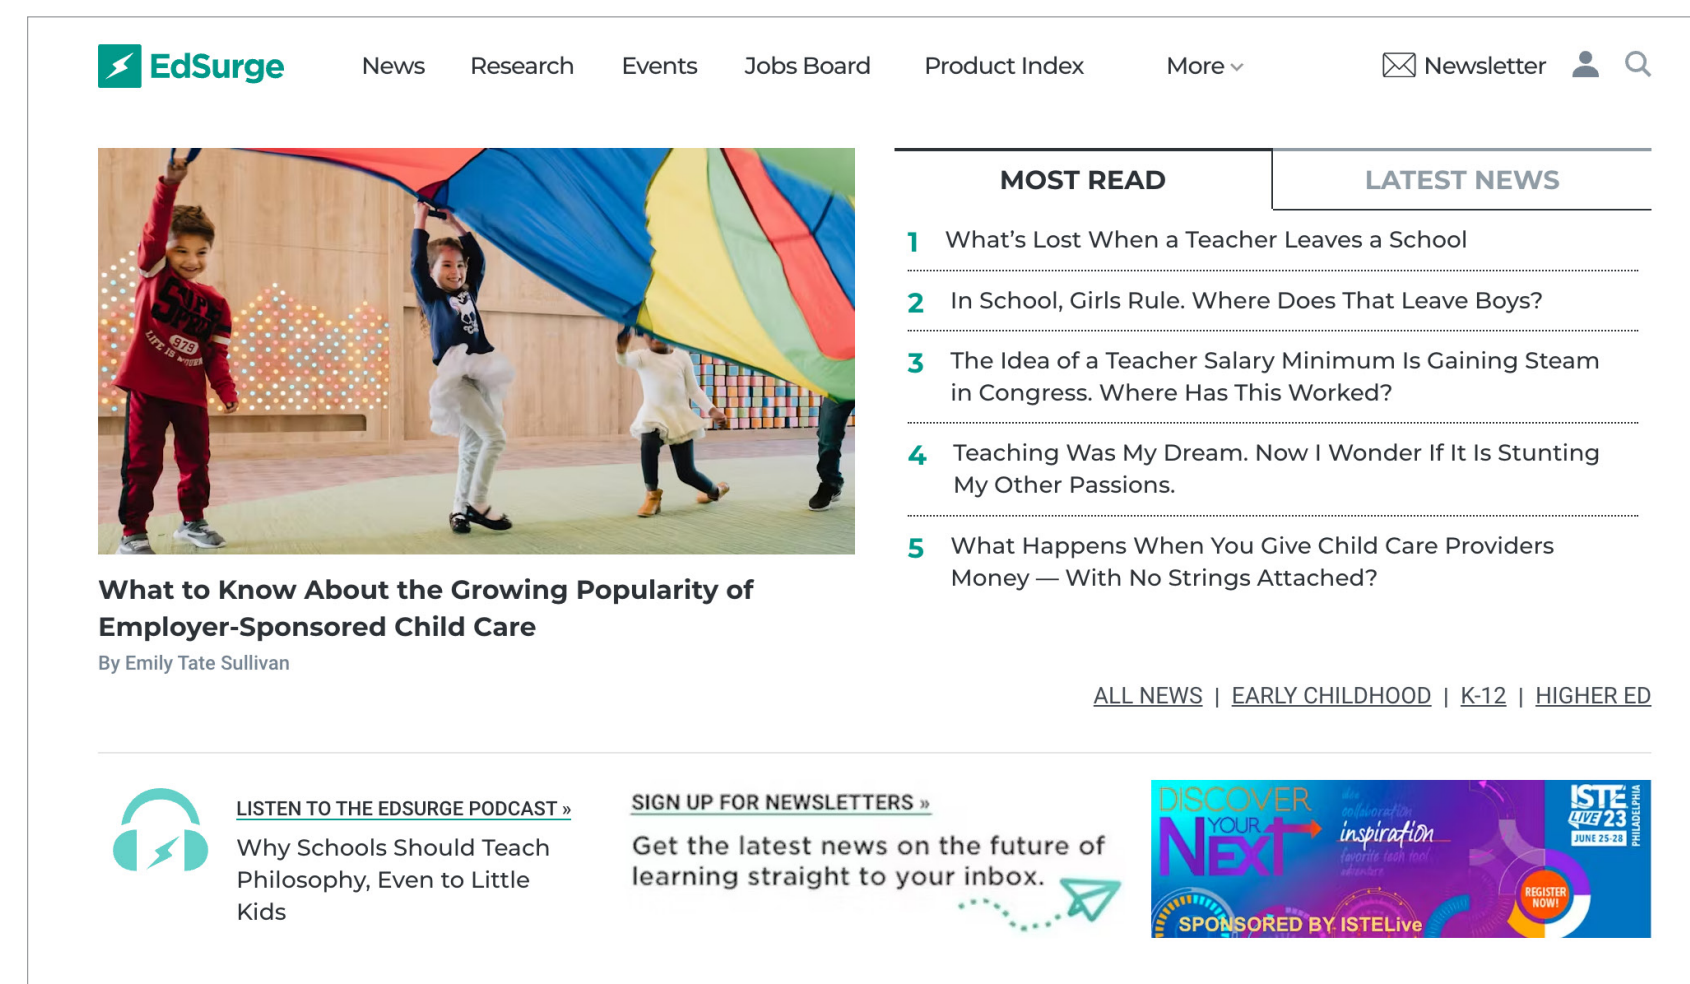 EdSurge
News
Research
Events
Jobs Board
Product Index
More
Newsletter
979
MOST READ
LATEST NEWS
1 What’s Lost When a Teacher Leaves a School
2 In School, Girls Rule. Where Does That Leave Boys?
3 The Idea of a Teacher Salary Minimum Is Gaining Steam
in Congress. Where Has This Worked?
4 Teaching Was My Dream. Now I Wonder If It Is Stunting
My Other Passions.
5 What Happens When You Give Child Care Providers
Money — With No Strings Attached?
What to Know About the Growing Popularity of
Employer-Sponsored Child Care
By Emily Tate Sullivan
ALL NEWS | EARLY CHILDHOOD | K-12 | HIGHER ED
LISTEN TO THE EDSURGE PODCAST »
Why Schools Should Teach
Philosophy, Even to Little
Kids
SIGN UP FOR NEWSLETTERS »
Get the latest news on the future of
learning straight to your inbox.
DISCOVER
YOUR
NEXT
idea
collaboration
inspiration
favorite tech tool
adventure
ISTE
LIVE/23
JUNE 25-28
PHILADELPHIA
REGISTER
NOW!
SPONSORED BY ISTELive